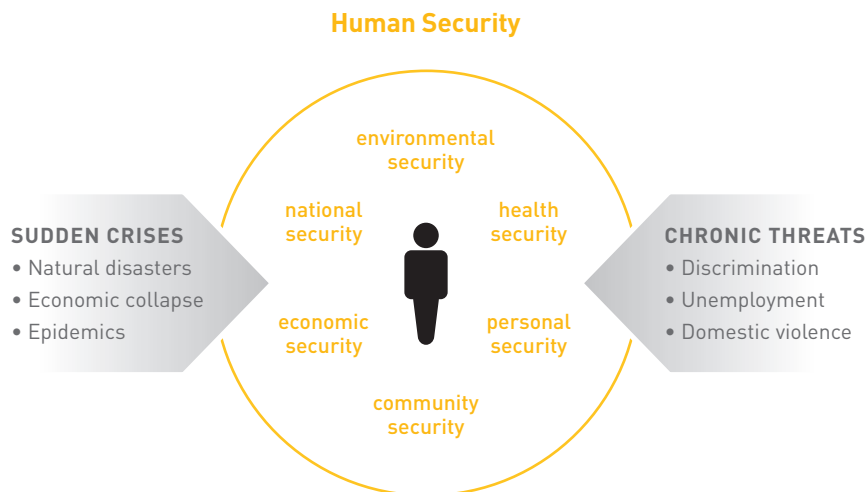 Human Security
environmental
security
national
security
health
security
SUDDEN CRISES
• Natural disasters
• Economic collapse
• Epidemics
CHRONIC THREATS
• Discrimination
• Unemployment
• Domestic violence
economic
security
personal
security
community
security